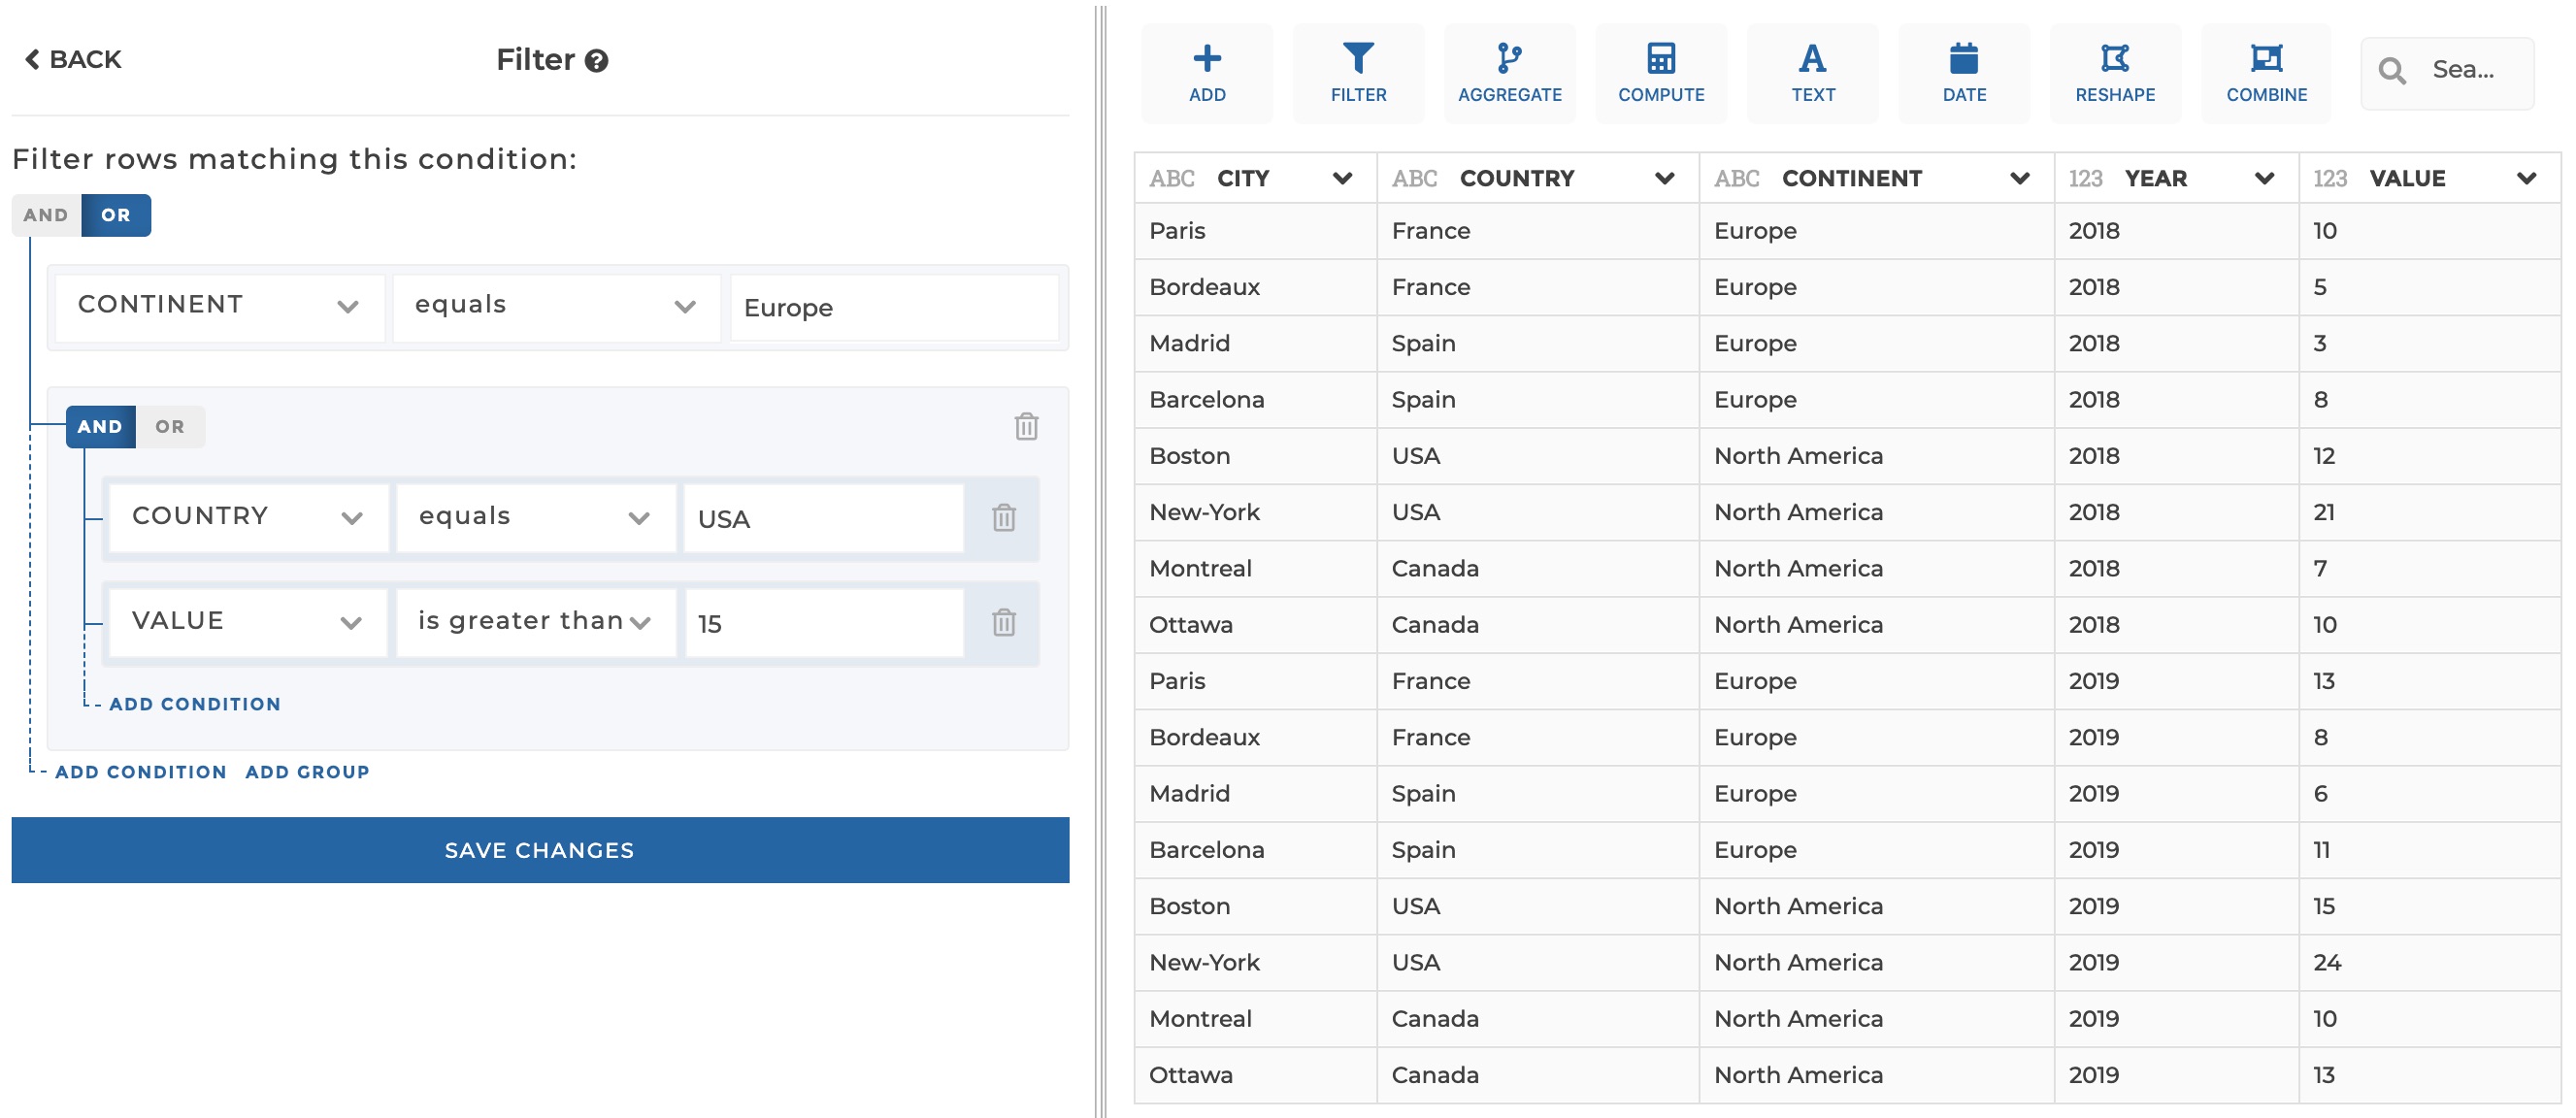 BACK
Filter ?
Filter rows matching this condition:
AND OR
CONTINENT equals Europe
AND OR
COUNTRY equals USA
VALUE is greater than 15
ADD CONDITION
ADD CONDITION ADD GROUP
SAVE CHANGES
ADD FILTER AGGREGATE COMPUTE A TEXT DATE RESHAPE COMBINE Sea...
ABC CITY ABC COUNTRY ABC CONTINENT 123 YEAR 123 VALUE
Paris France Europe 2018 10
Bordeaux France Europe 2018 5
Madrid Spain Europe 2018 3
Barcelona Spain Europe 2018 8
Boston USA North America 2018 12
New-York USA North America 2018 21
Montreal Canada North America 2018 7
Ottawa Canada North America 2018 10
Paris France Europe 2019 13
Bordeaux France Europe 2019 8
Madrid Spain Europe 2019 6
Barcelona Spain Europe 2019 11
Boston USA North America 2019 15
New-York USA North America 2019 24
Montreal Canada North America 2019 10
Ottawa Canada North America 2019 13